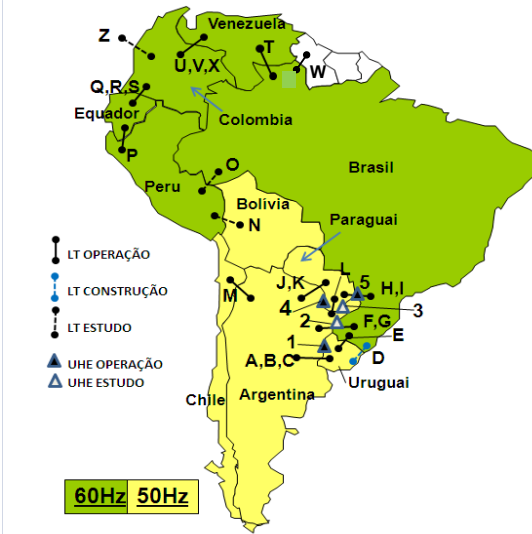 Venezuela
Z
T
U,V,X
W
Q,R,S
Equador
Colombia
P
O
Brasil
Peru
Bolivia
N
Paraguai
LT OPERAÇÃO
L
J,K
5
H,I
M
4
3
LT CONSTRUÇÃO
2
F,G
LT ESTUDO
1
E
UHE OPERAÇÃO
A,B,C
D
UHE ESTUDO
Uruguai
Chile
Argentina
60Hz 50Hz